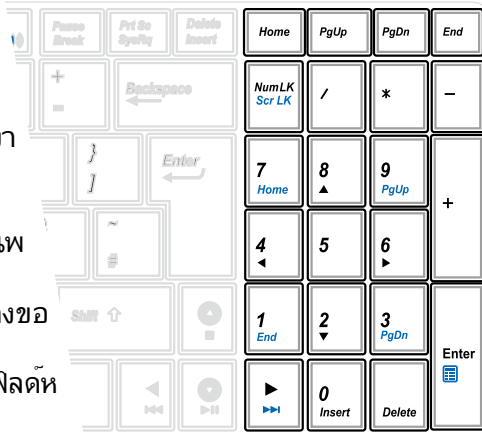 Pause Break Prt Sc SysRq Delete Insert Home PgUp PgDn End
+ = Backspace NumLK Scr LK / * -
} ] Enter 7 Home 8 9 PgUp +
~ # 4 5 6
Shift 1 End 2 3 PgDn Enter
0 Insert Delete